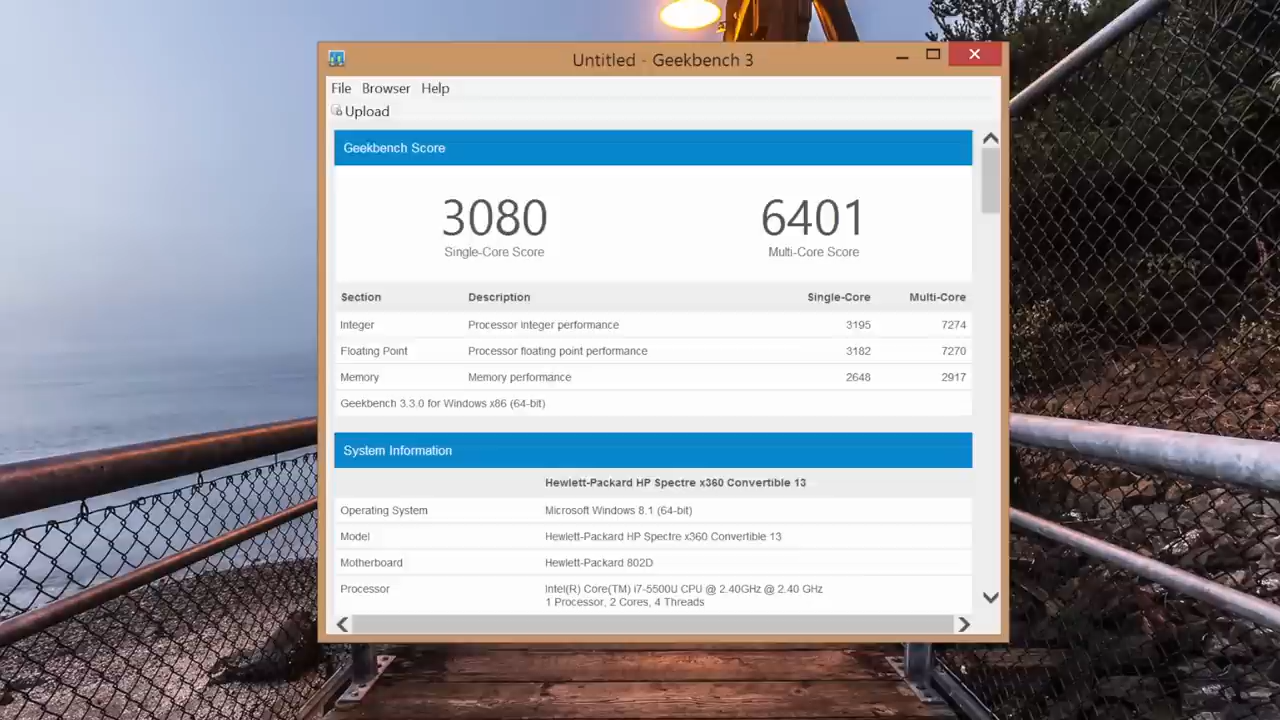 Untitled - Geekbench 3
File Browser Help
Upload
Geekbench Score
3080 6401
Single-Core Score Multi-Core Score
Section Description Single-Core Multi-Core
Integer Processor integer performance 3195 7274
Floating Point Processor floating point performance 3182 7270
Memory Memory performance 2648 2917
Geekbench 3.3.0 for Windows x86 (64-bit)
System Information
Hewlett-Packard HP Spectre x360 Convertible 13
Operating System Microsoft Windows 8.1 (64-bit)
Model Hewlett-Packard HP Spectre x360 Convertible 13
Motherboard Hewlett-Packard 802D
Processor Intel(R) Core(TM) i7-5500U CPU @ 2.40GHz @ 2.40 GHz
1 Processor, 2 Cores, 4 Threads